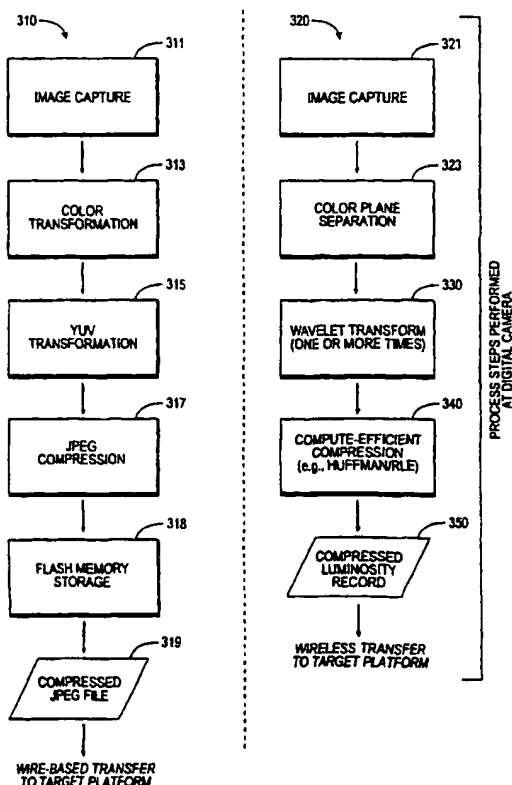 310
311
IMAGE CAPTURE
313
COLOR
TRANSFORMATION
315
YUV
TRANSFORMATION
317
JPEG
COMPRESSION
318
FLASH MEMORY
STORAGE
319
COMPRESSED
JPEG FILE
WIRE-BASED TRANSFER
TO TARGET PLATFORM
320
321
IMAGE CAPTURE
323
COLOR PLANE
SEPARATION
330
WAVELET TRANSFORM
(ONE OR MORE TIMES)
340
COMPUTE-EFFICIENT
COMPRESSION
(e.g., HUFFMAN/RLE)
350
COMPRESSED
LUMINOSITY
RECORD
WIRELESS TRANSFER
TO TARGET PLATFORM
PROCESS STEPS PERFORMED
AT DIGITAL CAMERA